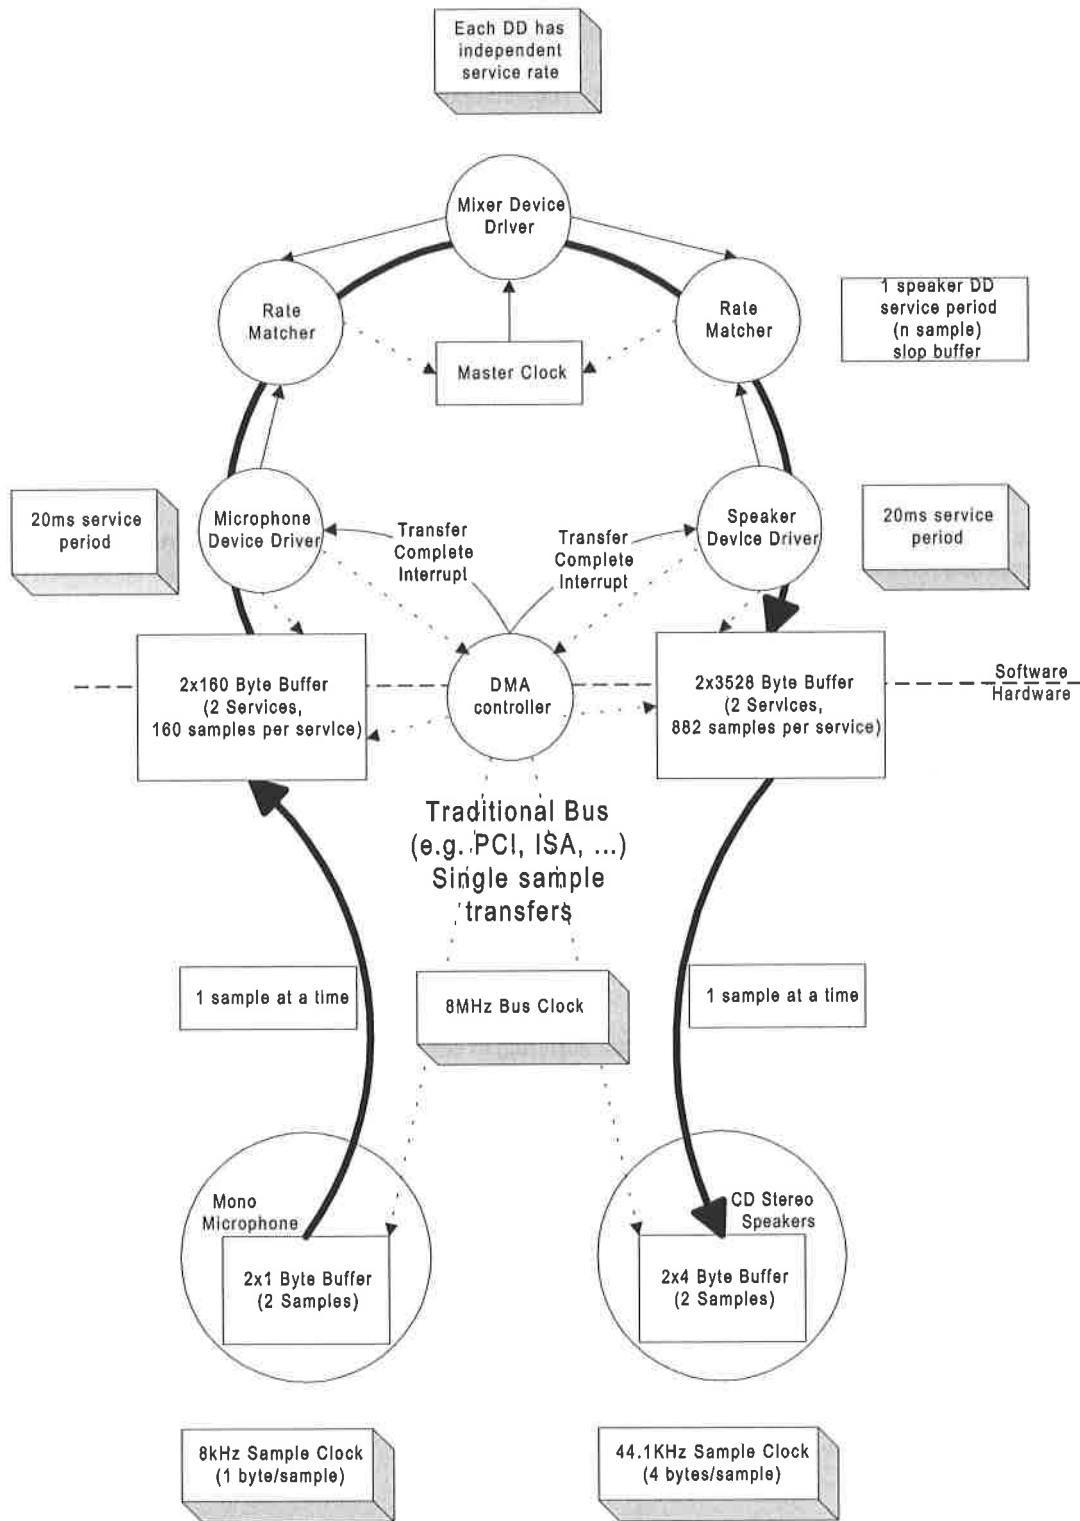 Each DD has
independent
service rate
Mixer Device
Driver
Rate
Matcher
Rate
Matcher
1 speaker DD
service period
(n sample)
slop buffer
Master Clock
20ms service
period
Microphone
Device Driver
Transfer
Complete
Interrupt
Transfer
Complete
Interrupt
Speaker
Device Driver
20ms service
period
2x160 Byte Buffer
(2 Services,
160 samples per service)
DMA
controller
2x3528 Byte Buffer
(2 Services,
882 samples per service)
Software
Hardware
Traditional Bus
(e.g. PCI, ISA, ...)
Single sample
transfers
1 sample at a time
8MHz Bus Clock
1 sample at a time
Mono
Microphone
2x1 Byte Buffer
(2 Samples)
CD Stereo
Speakers
2x4 Byte Buffer
(2 Samples)
8kHz Sample Clock
(1 byte/sample)
44.1KHz Sample Clock
(4 bytes/sample)